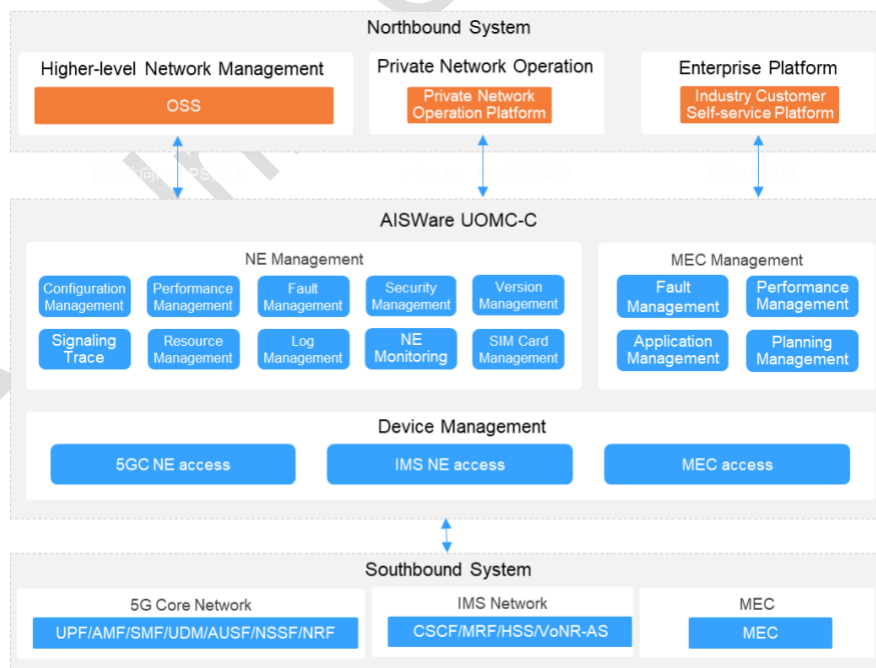 Northbound System
Higher-level Network Management
Private Network Operation
Enterprise Platform
OSS
Private Network
Operation Platform
Industry Customer
Self-service Platform
AISWare UOMC-C
NE Management
MEC Management
Configuration
Management
Performance
Management
Fault
Management
Security
Management
Version
Management
Fault
Management
Performance
Management
Signaling
Trace
Resource
Management
Log
Management
NE
Monitoring
SIM Card
Management
Application
Management
Planning
Management
Device Management
5GC NE access
IMS NE access
MEC access
Southbound System
5G Core Network
IMS Network
MEC
UPF/AMF/SMF/UDM/AUSF/NSSF/NRF
CSCF/MRF/HSS/VoNR-AS
MEC